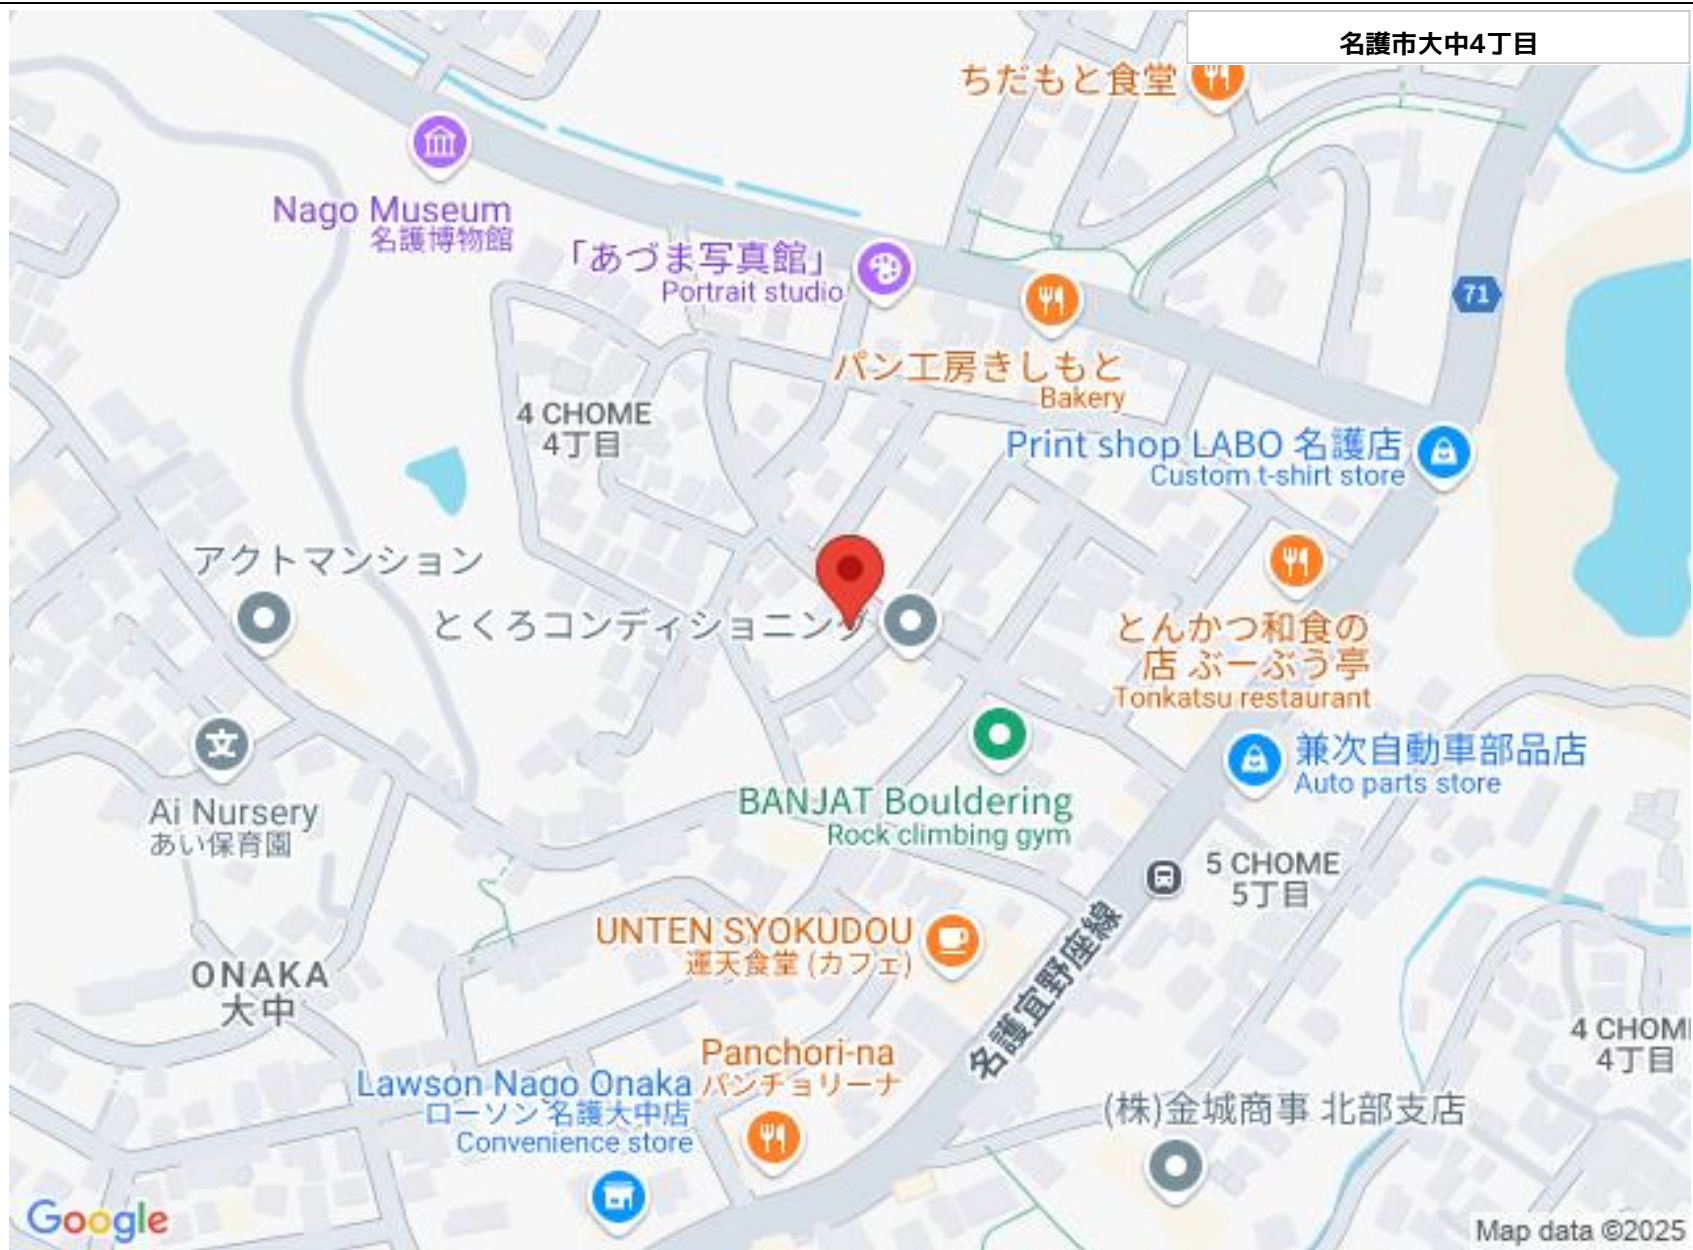 名護市大中4丁目
ちだもと食堂
Nago Museum
名護博物館
「あづま写真館」
Portrait studio
71
パン工房きしもと
Bakery
4 CHOME
4丁目
Print shop LABO 名護店
Custom t-shirt store
アクトマンション
とくろコンディショニング
とんかつ和食の
店 ぶーぶう亭
Tonkatsu restaurant
文
Ai Nursery
あい保育園
兼次自動車部品店
Auto parts store
BANJAT Bouldering
Rock climbing gym
5 CHOME
5丁目
UNTEN SYOKUDOU
運天食堂 (カフェ)
名護宜野座線
ONAKA
大中
4 CHOM
4丁目
Panchori-na
パンチョリーナ
Lawson Nago Onaka
ローソン 名護大中店
Convenience store
(株)金城商事 北部支店
Google
Map data ©2025